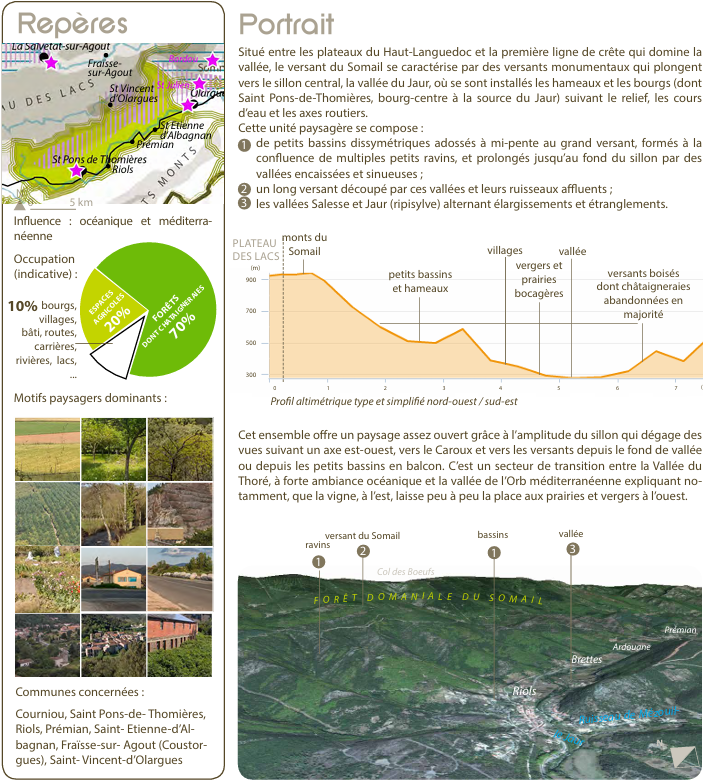 Repères
La Salvetat-sur-Agout
Fraïsse-
sur-Agout
Bardou
St Julien
Olargues
St Vincent
d'Olargues
DES LACS
St Etienne
d'Albagnan
Prémian
St Pons de Thomières
Riols
MONTS
5 km
Influence : océanique et méditerra-
néenne
Occupation
(indicative) :
ESPACES
AGRICOLES
20%
FORÊTS
DONT CHATAIGNERAIES
70%
10% bourgs,
villages,
bâti, routes,
carrières,
rivières, lacs,
...
Motifs paysagers dominants :
Communes concernées :
Courniou, Saint Pons-de- Thomières,
Riols, Prémian, Saint- Etienne-d'Al-
bagnan, Fraïsse-sur- Agout (Coustor-
gues), Saint- Vincent-d'Olargues
Portrait
Situé entre les plateaux du Haut-Languedoc et la première ligne de crête qui domine la
vallée, le versant du Somail se caractérise par des versants monumentaux qui plongent
vers le sillon central, la vallée du Jaur, où se sont installés les hameaux et les bourgs (dont
Saint Pons-de-Thomières, bourg-centre à la source du Jaur) suivant le relief, les cours
d'eau et les axes routiers.
Cette unité paysagère se compose :
1 de petits bassins dissymétriques adossés à mi-pente au grand versant, formés à la
confluence de multiples petits ravins, et prolongés jusqu'au fond du sillon par des
vallées encaissées et sinueuses ;
2 un long versant découpé par ces vallées et leurs ruisseaux affluents ;
3 les vallées Salesse et Jaur (ripisylve) alternant élargissements et étranglements.
PLATEAU
DES LACS
monts du
Somail
petits bassins
et hameaux
villages
vergers et
prairies
bocagères
vallée
versants boisés
dont châtaigneraies
abandonnées en
majorité
(m)
900
700
500
300
0 1 2 3 4 5 6 7
Profil altimétrique type et simplifié nord-ouest / sud-est
Cet ensemble offre un paysage assez ouvert grâce à l'amplitude du sillon qui dégage des
vues suivant un axe est-ouest, vers le Caroux et vers les versants depuis le fond de vallée
ou depuis les petits bassins en balcon. C'est un secteur de transition entre la Vallée du
Thoré, à forte ambiance océanique et la vallée de l'Orb méditerranéenne expliquant no-
tamment, que la vigne, à l'est, laisse peu à peu la place aux prairies et vergers à l'ouest.
ravins
1
versant du Somail
2
bassins
1
vallée
3
Col des Boeufs
FORÊT DOMANIALE DU SOMAIL
Prémian
Ardouane
Brettes
Riols
N